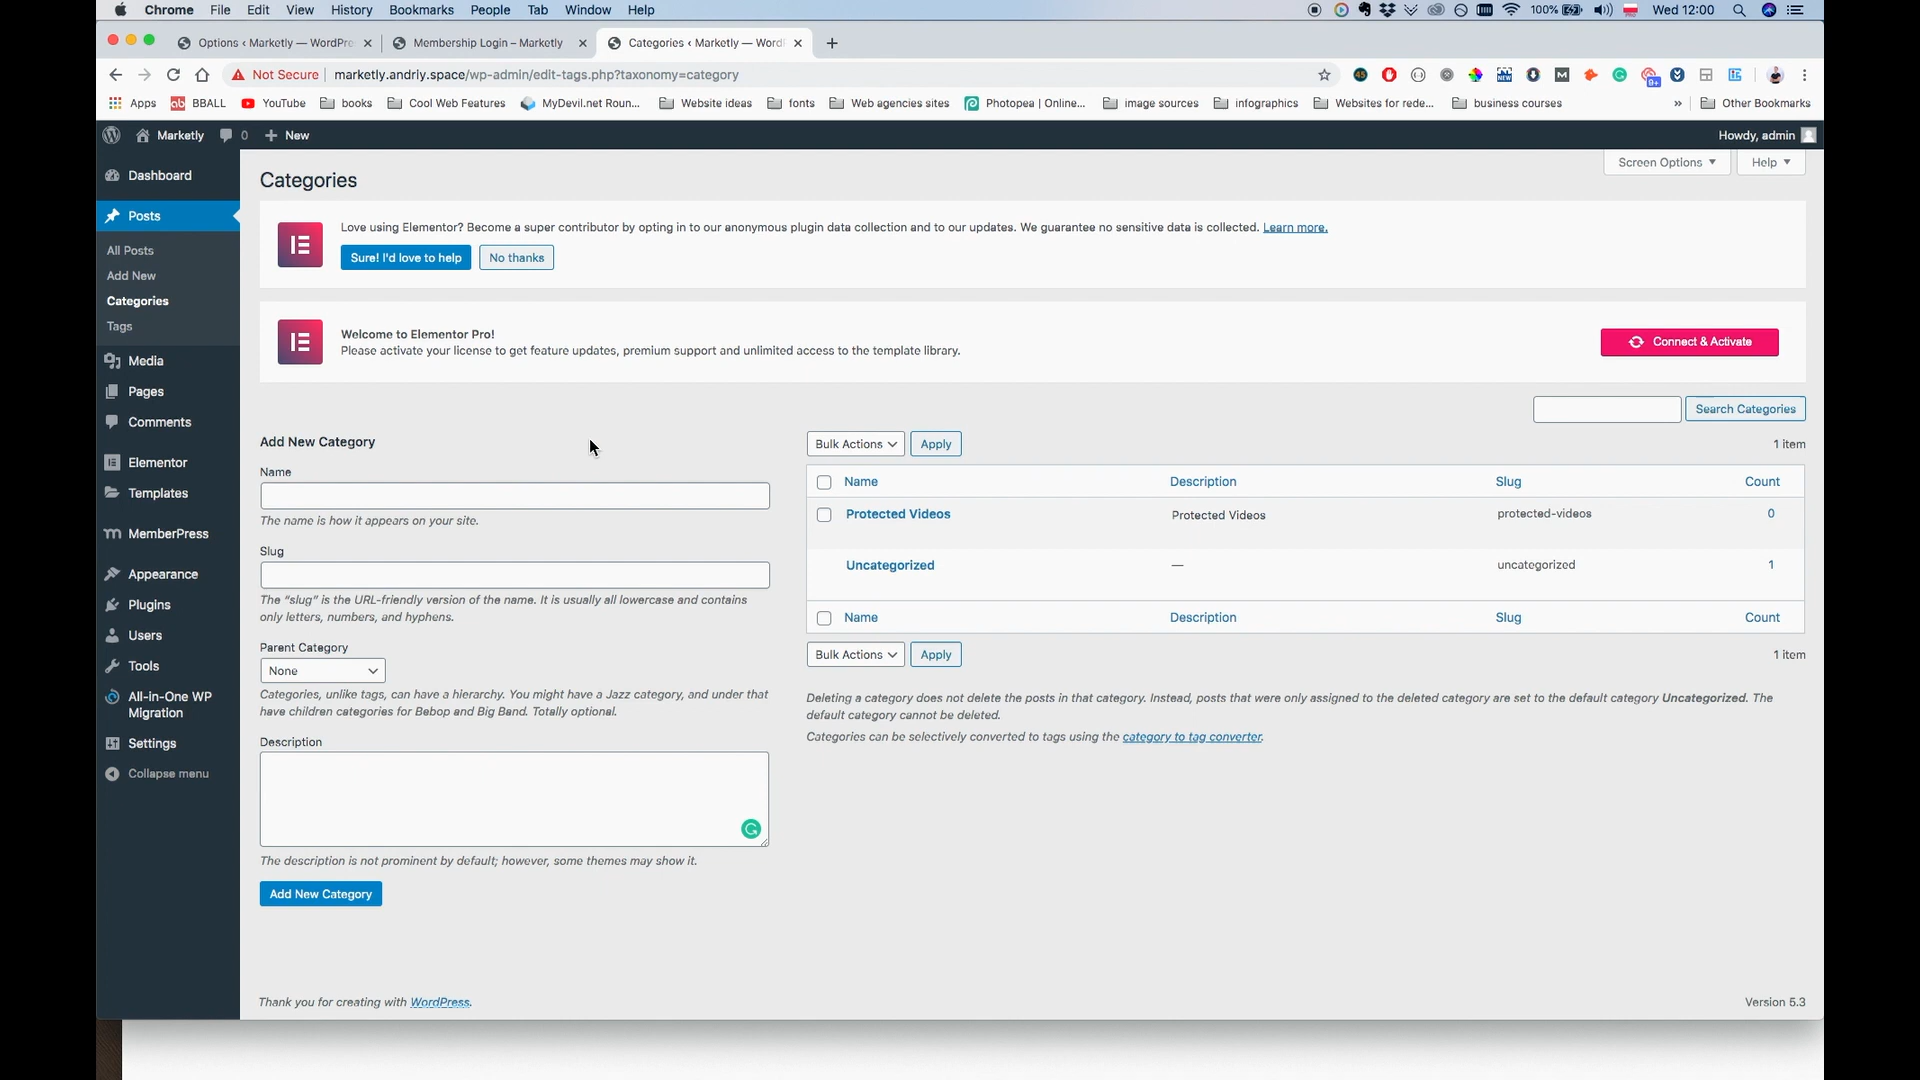 Chrome File Edit View History Bookmarks People Tab Window Help 100% Wed 12:00
Options ‹ Marketly — WordPre
Membership Login – Marketly
Categories ‹ Marketly — Word
Not Secure marketly.andrly.space/wp-admin/edit-tags.php?taxonomy=category
Apps BBALL YouTube books Cool Web Features MyDevil.net Roun... Website ideas fonts Web agencies sites Photopea | Online... image sources infographics Websites for rede... business courses » Other Bookmarks
Marketly 0 + New Howdy, admin
Dashboard
Posts
All Posts
Add New
Categories
Tags
Media
Pages
Comments
Elementor
Templates
MemberPress
Appearance
Plugins
Users
Tools
All-in-One WP
Migration
Settings
Collapse menu
Screen Options Help
Categories
Love using Elementor? Become a super contributor by opting in to our anonymous plugin data collection and to our updates. We guarantee no sensitive data is collected. Learn more.
Sure! I'd love to help No thanks
Welcome to Elementor Pro!
Please activate your license to get feature updates, premium support and unlimited access to the template library.
Connect & Activate
Search Categories
Add New Category
Name
The name is how it appears on your site.
Slug
The “slug” is the URL-friendly version of the name. It is usually all lowercase and contains
only letters, numbers, and hyphens.
Parent Category
None
Categories, unlike tags, can have a hierarchy. You might have a Jazz category, and under that
have children categories for Bebop and Big Band. Totally optional.
Description
The description is not prominent by default; however, some themes may show it.
Add New Category
Bulk Actions Apply 1 item
Name Description Slug Count
Protected Videos Protected Videos protected-videos 0
Uncategorized — uncategorized 1
Name Description Slug Count
Bulk Actions Apply 1 item
Deleting a category does not delete the posts in that category. Instead, posts that were only assigned to the deleted category are set to the default category Uncategorized. The
default category cannot be deleted.
Categories can be selectively converted to tags using the category to tag converter.
Thank you for creating with WordPress. Version 5.3